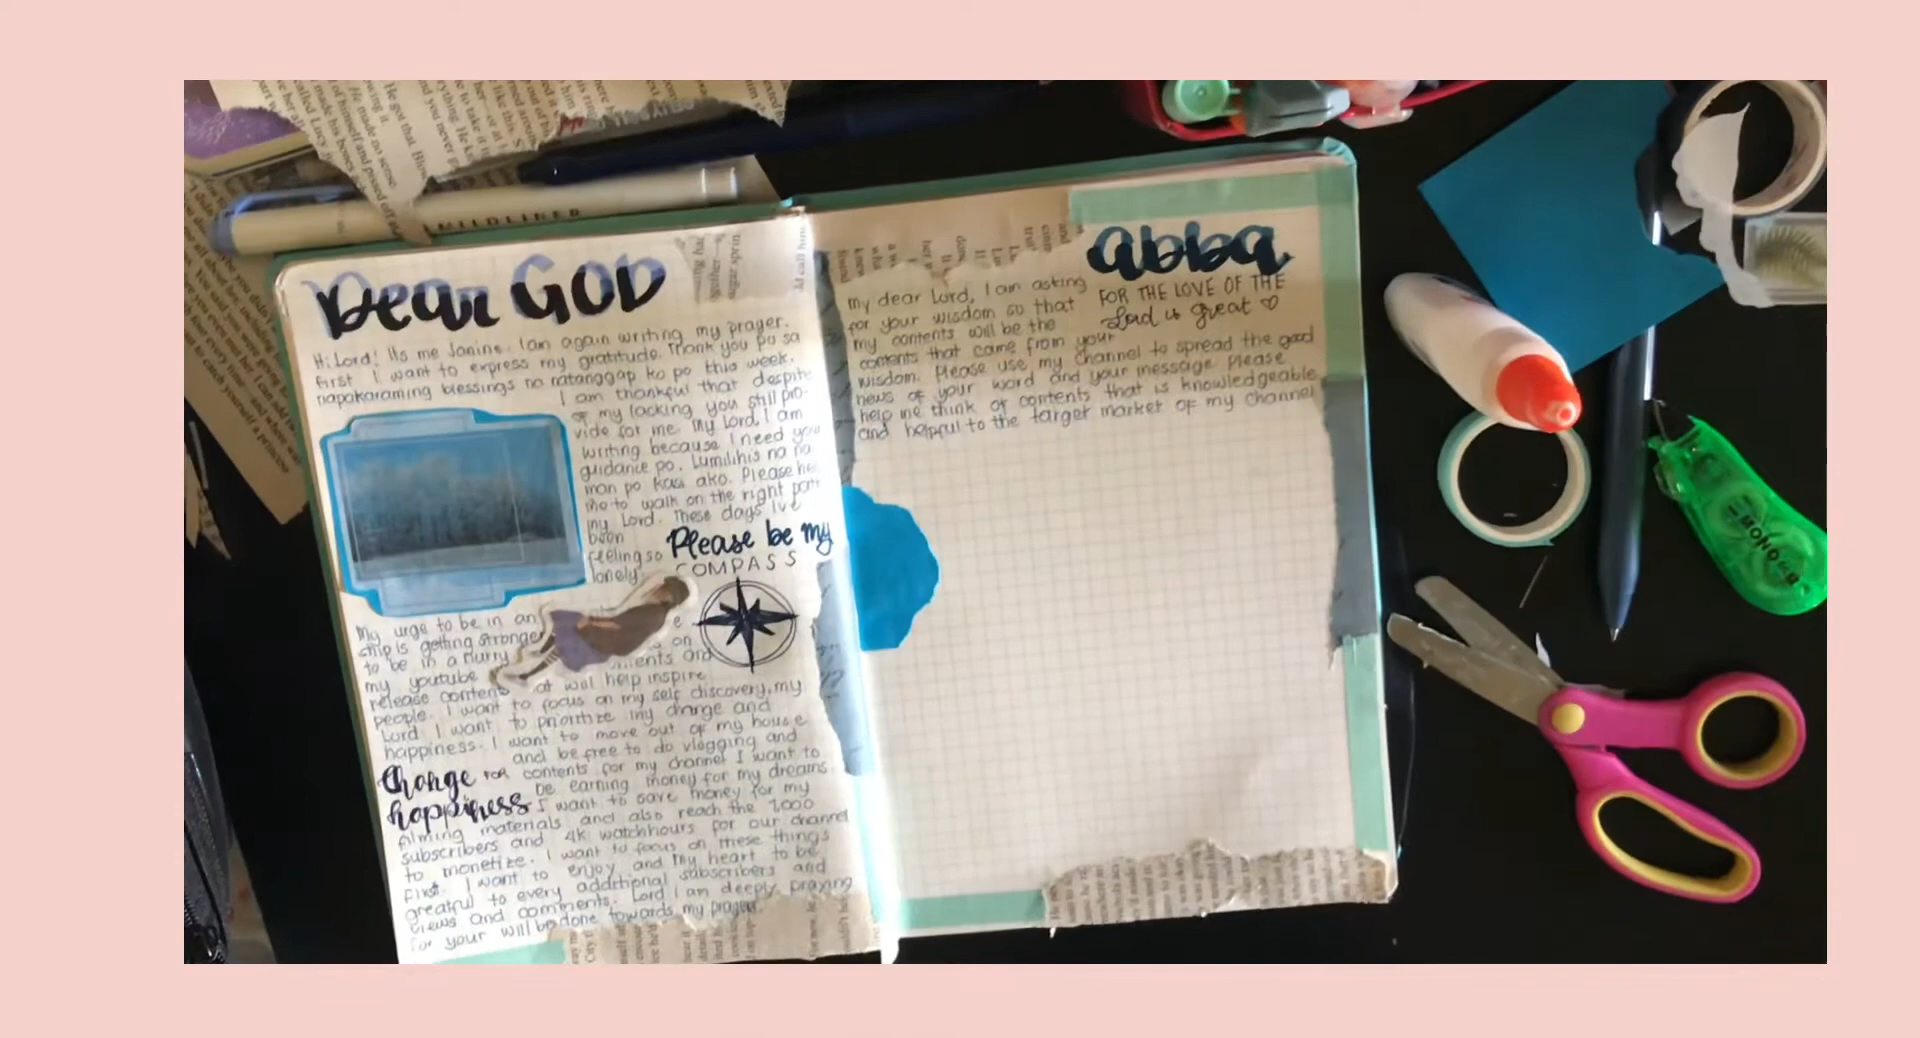 Dear GOD
Hi Lord! Its me Janine. I am again writing my prayer.
First I want to express my gratitude. Thank you po sa
napakaraming blessings na natanggap ko po this week.
I am thankful that despite
of my lacking you still pro-
vide for me. My Lord, I am
writing because I need you
guidance po. Lumilihis na na
man po kasi ako. Please he
me to walk on the right pat
my Lord. These days I've
been
feeling so
lonely.
Please be my
COMPASS
My urge to be in an
ship is getting stronger
to be in a hurry on
my youtube and
release contents that will help inspire
people. I want to focus on my self discovery, my
Lord I want to prioritize my change and
happiness. I want to move out of my house
and be free to do vlogging and
Change FOR
happiness
contents for my channel I want to
be earning money for my dreams.
I want to save money for my
filming materials and also reach the 1,000
subscribers and 4k watchhours for our channel
to monetize. I want to focus on these things
First. I want to enjoy and my heart to be
greatful to every additional subscribers and
views and comments. Lord I am deeply praying
for your will be done towards my prayer.
abba
FOR THE LOVE OF THE
Lord is great
my dear Lord, I am asking
for your wisdom so that
my contents will be the
contents that came from your
wisdom. Please use my channel to spread the good
news of your word and your message. Please
help me think of contents that is knowledgeable
and helpful to the target market of my channel
MILDLINER
MONO